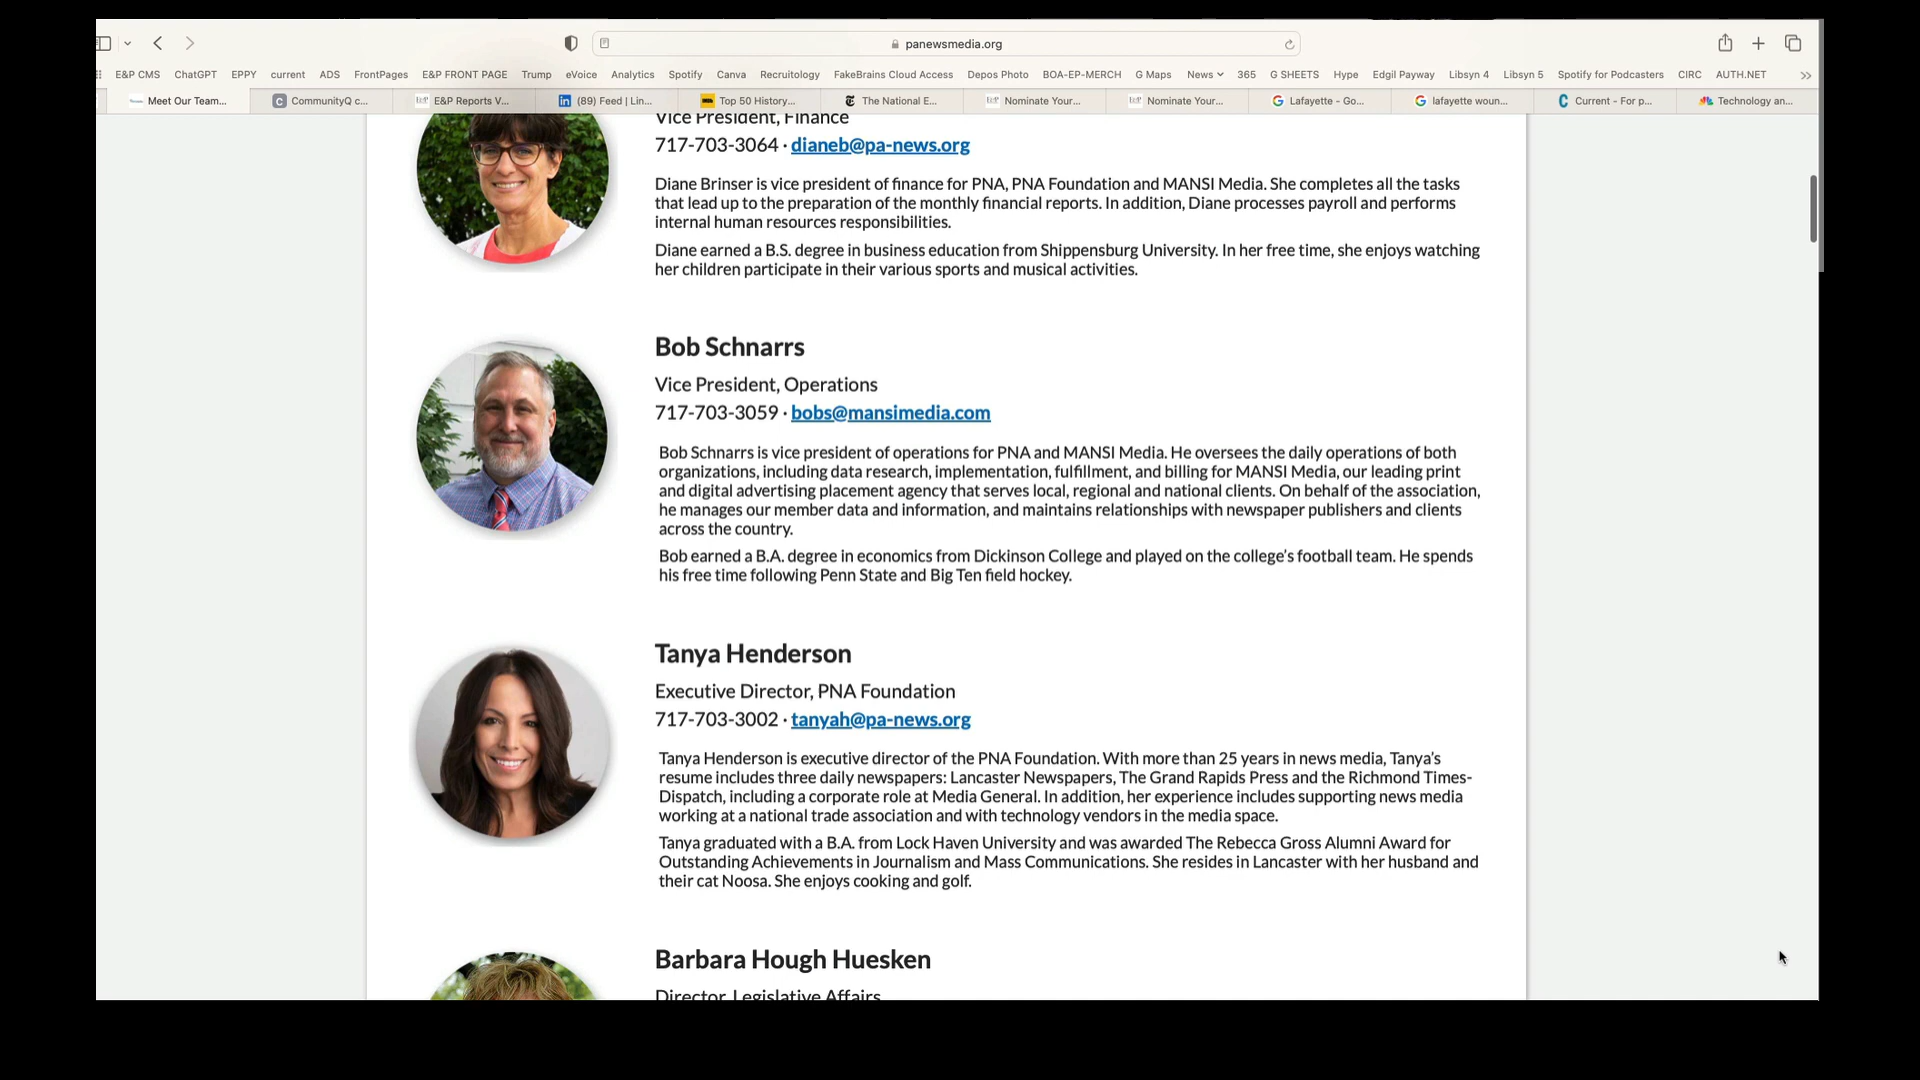 panewsmedia.org
E&P CMS ChatGPT EPPY current ADS FrontPages E&P FRONT PAGE Trump eVoice Analytics Spotify Canva Recruitology FakeBrains Cloud Access Depos Photo BOA-EP-MERCH G Maps News 365 G SHEETS Hype Edgil Payway Libsyn 4 Libsyn 5 Spotify for Podcasters CIRC AUTH.NET
Meet Our Team... CommunityQ c... E&P Reports V... (89) Feed | Lin... Top 50 History... The National E... Nominate Your... Nominate Your... Lafayette - Go... lafayette woun... Current - For p... Technology an...
Vice President, Finance
717-703-3064 · dianeb@pa-news.org
Diane Brinser is vice president of finance for PNA, PNA Foundation and MANSI Media. She completes all the tasks
that lead up to the preparation of the monthly financial reports. In addition, Diane processes payroll and performs
internal human resources responsibilities.
Diane earned a B.S. degree in business education from Shippensburg University. In her free time, she enjoys watching
her children participate in their various sports and musical activities.
Bob Schnarrs
Vice President, Operations
717-703-3059 · bobs@mansimedia.com
Bob Schnarrs is vice president of operations for PNA and MANSI Media. He oversees the daily operations of both
organizations, including data research, implementation, fulfillment, and billing for MANSI Media, our leading print
and digital advertising placement agency that serves local, regional and national clients. On behalf of the association,
he manages our member data and information, and maintains relationships with newspaper publishers and clients
across the country.
Bob earned a B.A. degree in economics from Dickinson College and played on the college's football team. He spends
his free time following Penn State and Big Ten field hockey.
Tanya Henderson
Executive Director, PNA Foundation
717-703-3002 · tanyah@pa-news.org
Tanya Henderson is executive director of the PNA Foundation. With more than 25 years in news media, Tanya's
resume includes three daily newspapers: Lancaster Newspapers, The Grand Rapids Press and the Richmond Times-
Dispatch, including a corporate role at Media General. In addition, her experience includes supporting news media
working at a national trade association and with technology vendors in the media space.
Tanya graduated with a B.A. from Lock Haven University and was awarded The Rebecca Gross Alumni Award for
Outstanding Achievements in Journalism and Mass Communications. She resides in Lancaster with her husband and
their cat Noosa. She enjoys cooking and golf.
Barbara Hough Huesken
Director, Legislative Affairs